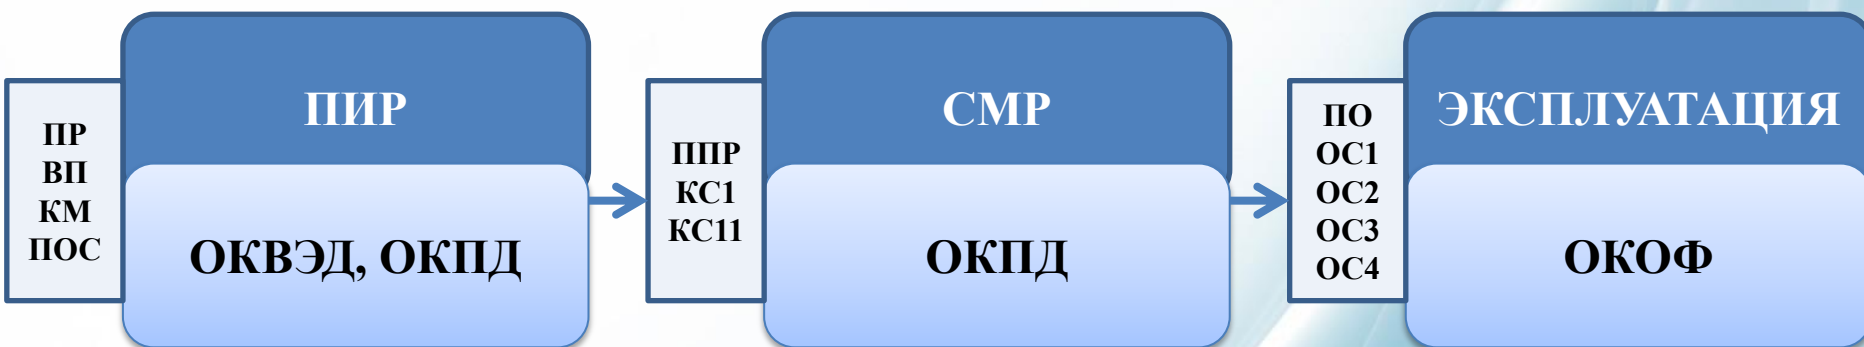 ПР
ВП
КМ
ПОС
ПИР
ОКВЭД, ОКПД
ППР
КС1
КС11
СМР
ОКПД
ПО
ОС1
ОС2
ОС3
ОС4
ЭКСПЛУАТАЦИЯ
ОКОФ